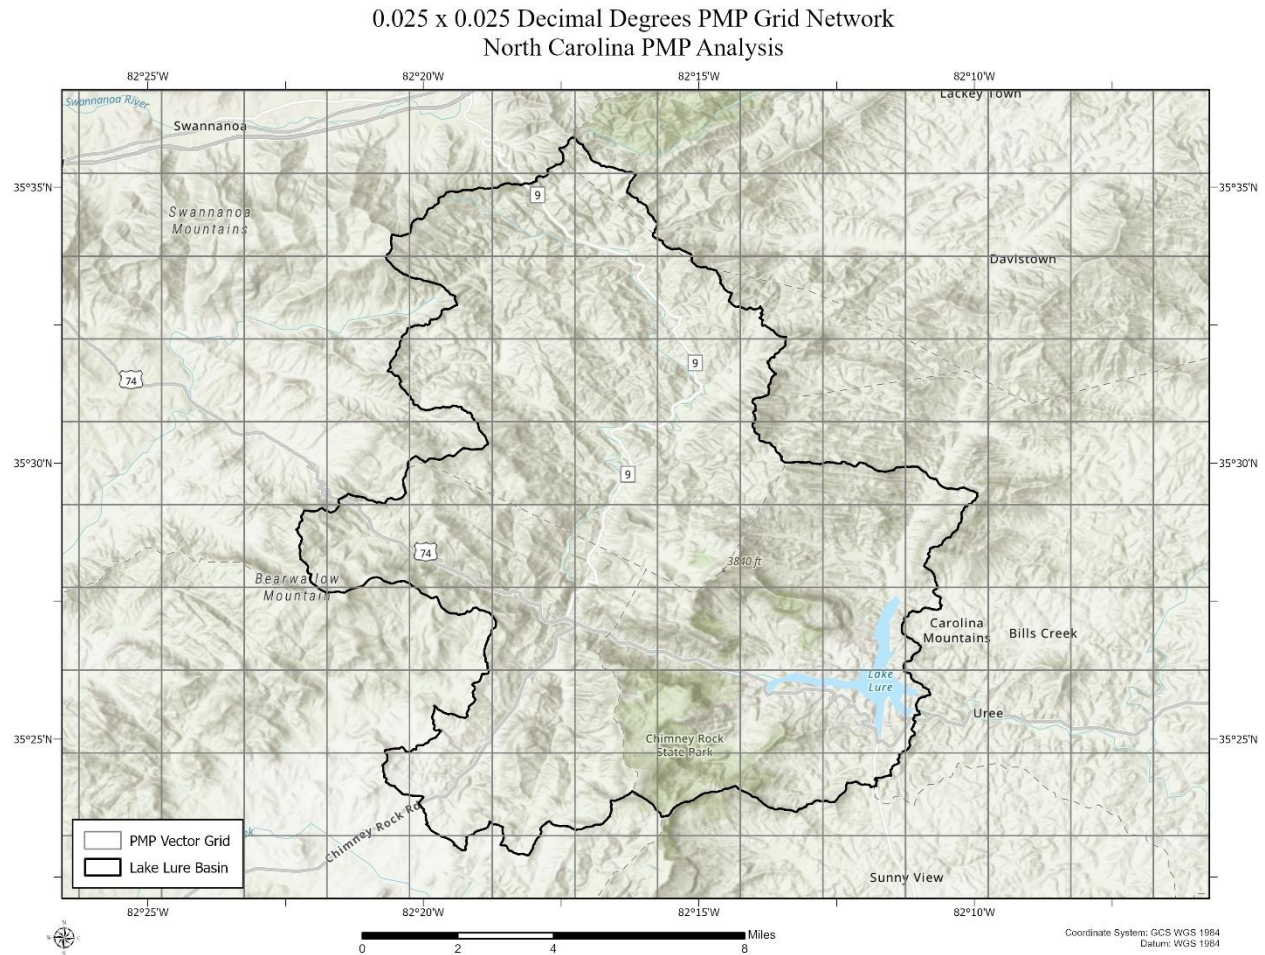 0.025 x 0.025 Decimal Degrees PMP Grid Network
North Carolina PMP Analysis
82°25'W 82°20'W 82°15'W 82°10'W
Swannanoa River
Lackey Town
Swannanoa
35°35'N 35°35'N
9
Swannanoa
Mountains
Davistown
9
74
35°30'N 35°30'N
9
74
3840 ft
Bearwallow
Mountain
Carolina
Mountains
Bills Creek
Lake
Lure
Uree
35°25'N 35°25'N
Chimney Rock
State Park
Chimney Rock Rd
PMP Vector Grid
Lake Lure Basin
Sunny View
82°25'W 82°20'W 82°15'W 82°10'W
N
0 2 4 8 Miles
Coordinate System: GCS WGS 1984
Datum: WGS 1984